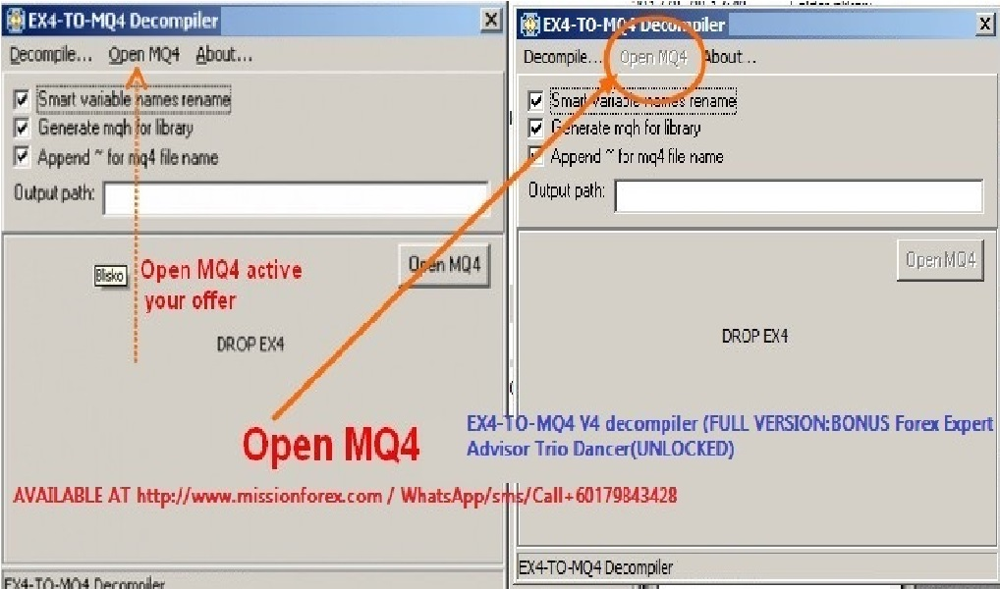 EX4-TO-MQ4 Decompiler
Decompile... Open MQ4 About...
Smart variable names rename
Generate mqh for library
Append ~ for mq4 file name
Output path:
Blisko
Open MQ4 active
your offer
Open MQ4
DROP EX4
EX4-TO-MQ4 Decompiler
EX4-TO-MQ4 Decompiler
Decompile... Open MQ4 About...
Smart variable names rename
Generate mqh for library
Append ~ for mq4 file name
Output path:
Open MQ4
DROP EX4
Open MQ4
EX4-TO-MQ4 V4 decompiler (FULL VERSION:BONUS Forex Expert
Advisor Trio Dancer(UNLOCKED)
AVAILABLE AT http://www.missionforex.com / WhatsApp/sms/Call+60179843428
EX4-TO-MQ4 Decompiler